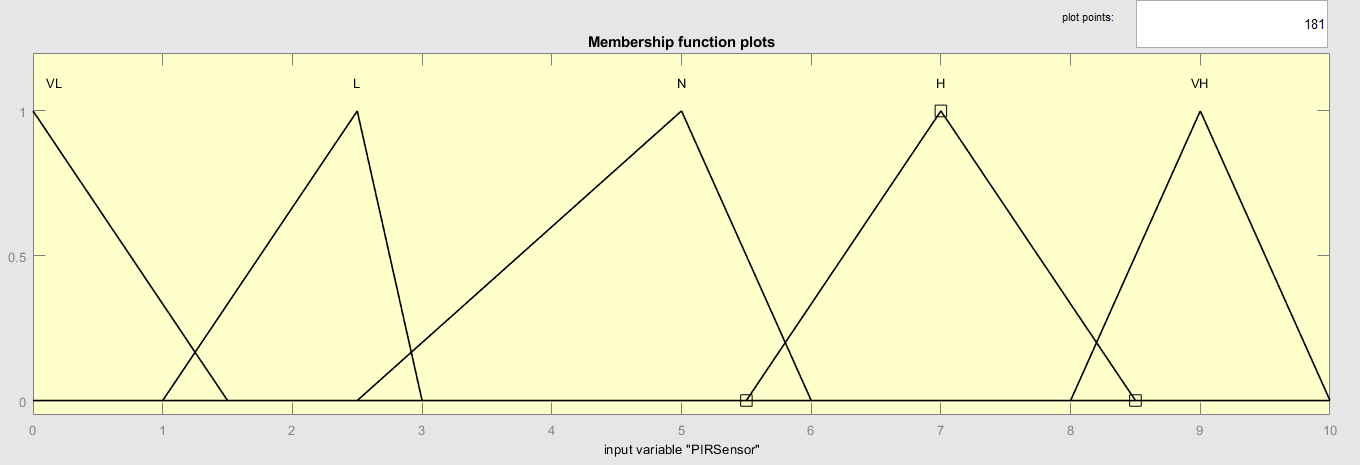 plot points:
181
Membership function plots
VL L N H VH
1
0.5
0
0 1 2 3 4 5 6 7 8 9 10
input variable "PIRSensor"